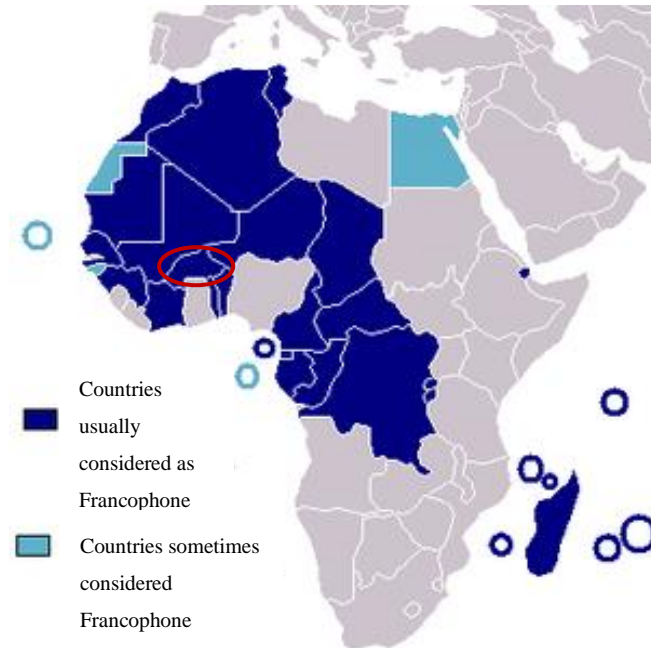 Countries
usually
considered as
Francophone
Countries sometimes
considered
Francophone